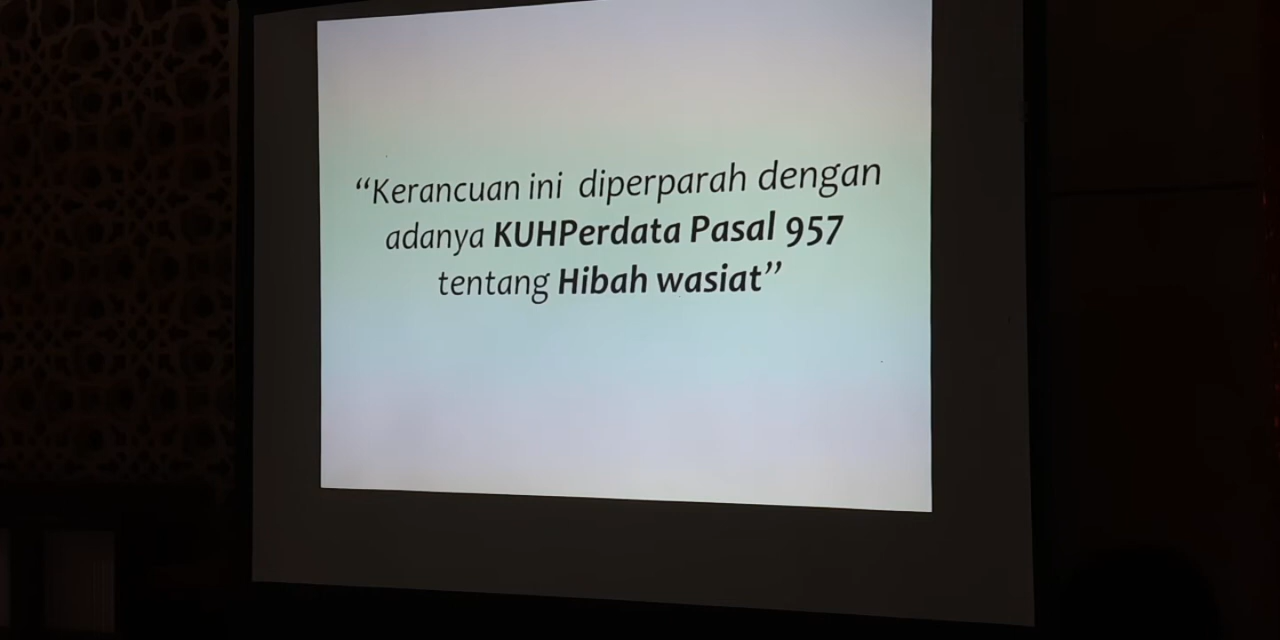 “Kerancuan ini diperparah dengan
adanya KUHPerdata Pasal 957
tentang Hibah wasiat”